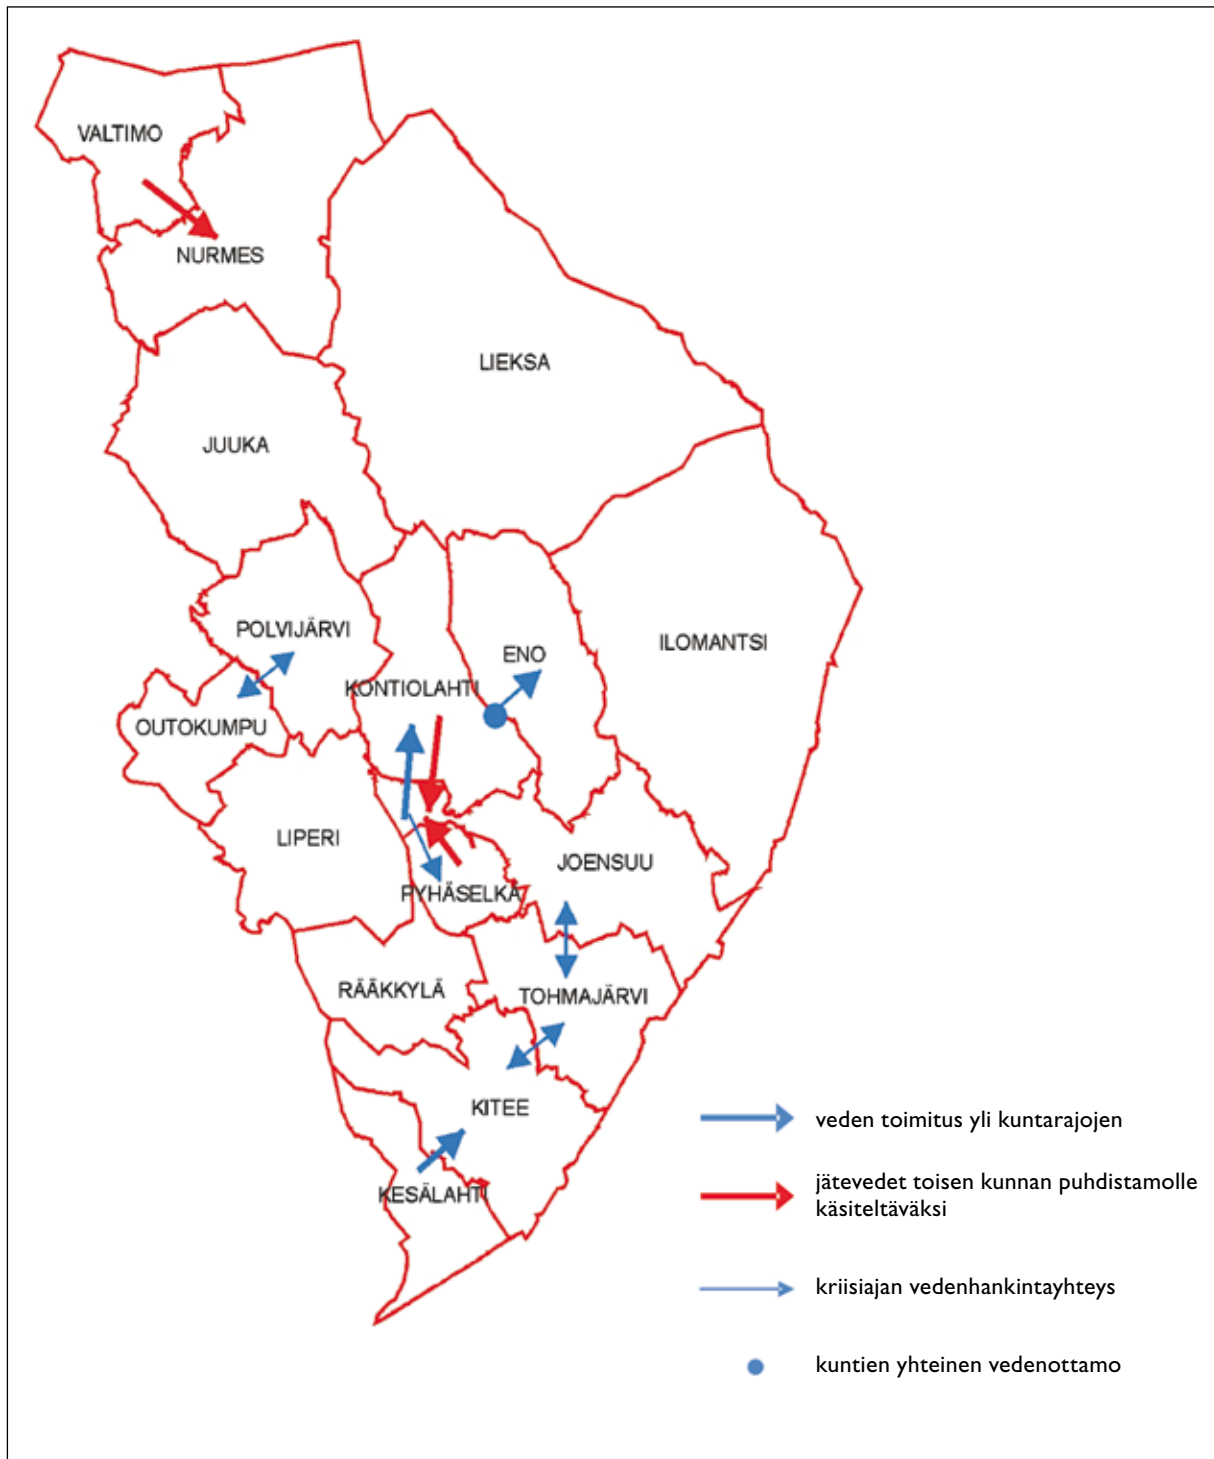 VALTIMO
NURMES
LIEKSA
JUUKA
POLVIJÄRVI
ENO
ILOMANTSI
KONTIOLAHTI
OUTOKUMPU
LIPERI
JOENSUU
PYHÄSELKÄ
RÄÄKKYLÄ
TOHMAJÄRVI
KITEE
KESÄLAHTI
veden toimitus yli kuntarajojen
jätevedet toisen kunnan puhdistamolle
käsiteltäväksi
kriisiajan vedenhankintayhteys
kuntien yhteinen vedenottamo